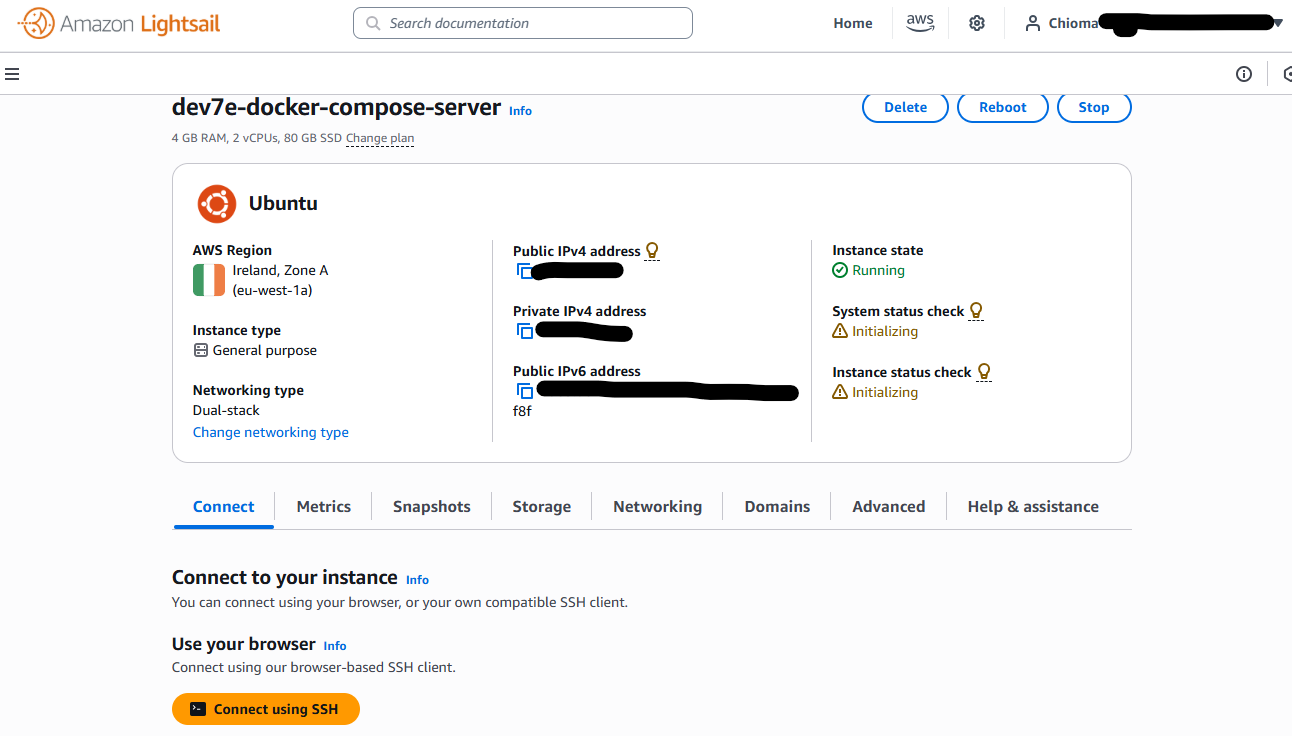 Amazon Lightsail
Search documentation
Home
aws
Chioma
dev7e-docker-compose-server Info
Delete
Reboot
Stop
4 GB RAM, 2 vCPUs, 80 GB SSD Change plan
Ubuntu
AWS Region
Ireland, Zone A
(eu-west-1a)
Instance type
General purpose
Networking type
Dual-stack
Change networking type
Public IPv4 address
Private IPv4 address
Public IPv6 address
f8f
Instance state
Running
System status check
Initializing
Instance status check
Initializing
Connect
Metrics
Snapshots
Storage
Networking
Domains
Advanced
Help & assistance
Connect to your instance Info
You can connect using your browser, or your own compatible SSH client.
Use your browser Info
Connect using our browser-based SSH client.
Connect using SSH